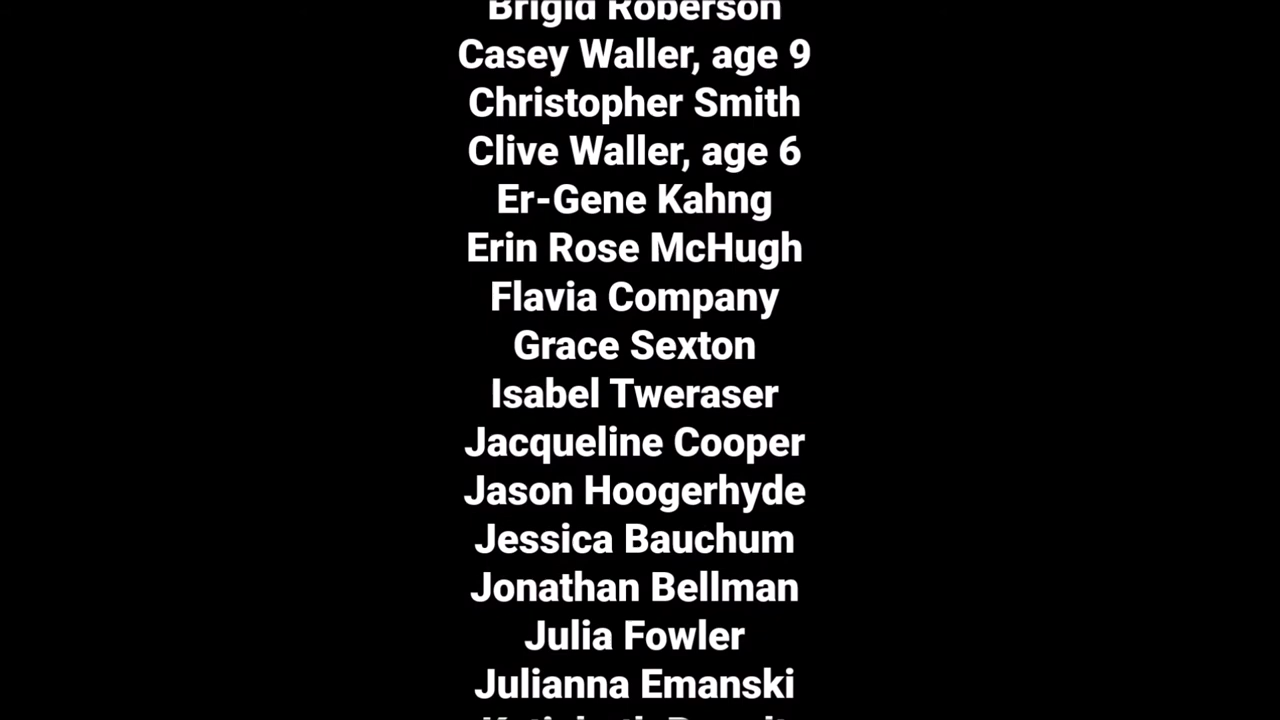 Brigid Roberson
Casey Waller, age 9
Christopher Smith
Clive Waller, age 6
Er-Gene Kahng
Erin Rose McHugh
Flavia Company
Grace Sexton
Isabel Tweraser
Jacqueline Cooper
Jason Hoogerhyde
Jessica Bauchum
Jonathan Bellman
Julia Fowler
Julianna Emanski